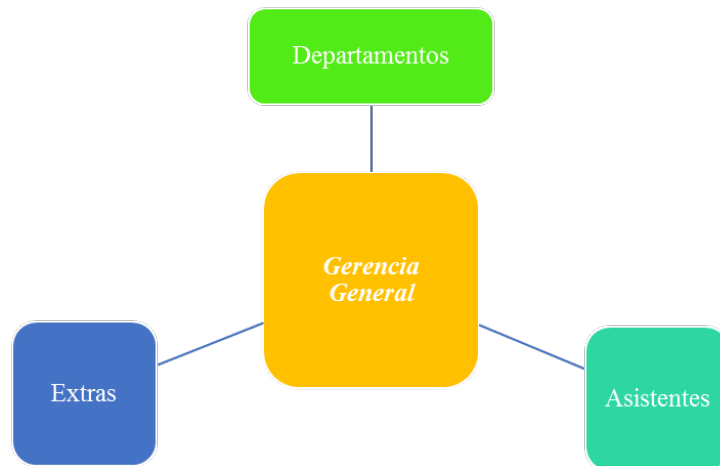 Departamentos
Gerencia
General
Extras
Asistentes